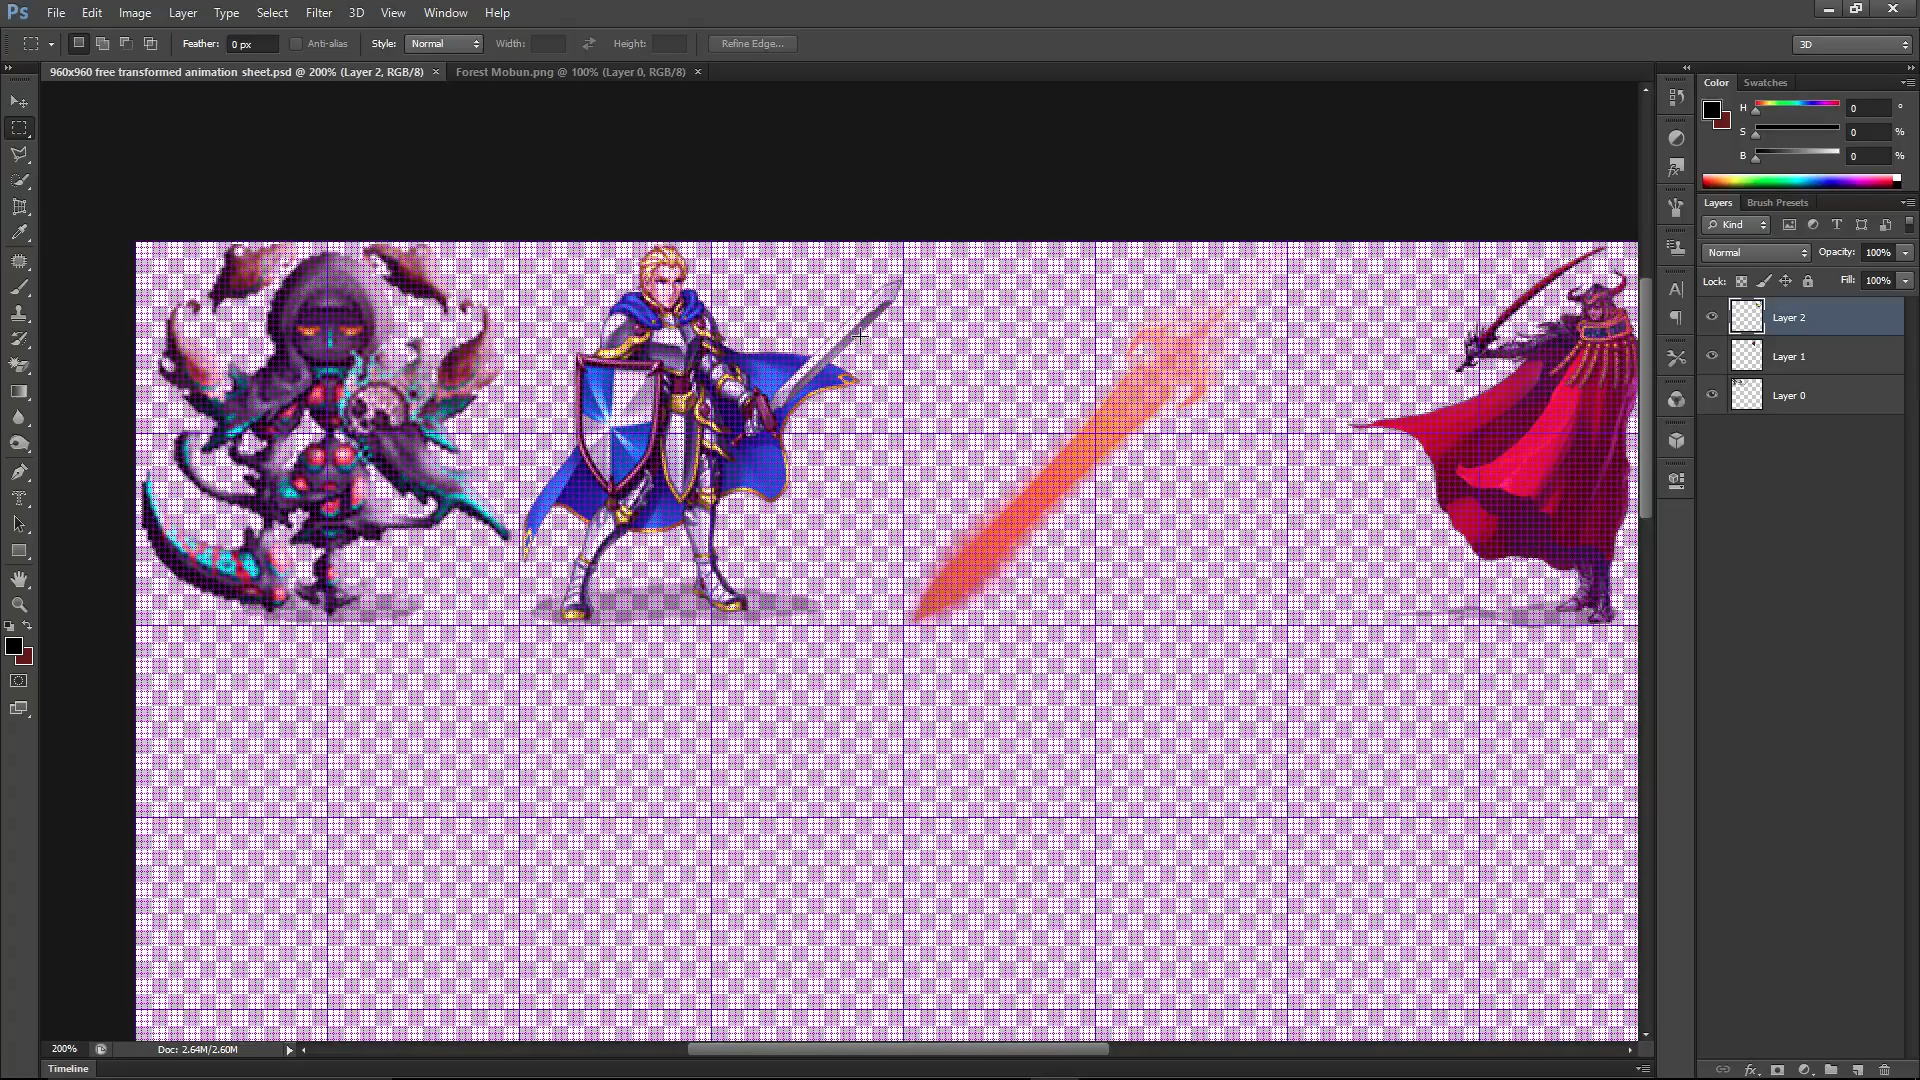 Ps File Edit Image Layer Type Select Filter 3D View Window Help
Feather: 0 px Anti-alias Style: Normal Width: Height: Refine Edge... 3D
960x960 free transformed animation sheet.psd @ 200% (Layer 2, RGB/8) × Forest Mobun.png @ 100% (Layer 0, RGB/8) ×
Color Swatches
H 0 °
S 0 %
B 0 %
Layers Brush Presets
Kind
Normal Opacity: 100%
Lock: Fill: 100%
Layer 2
Layer 1
Layer 0
200% Doc: 2.64M/2.60M
Timeline